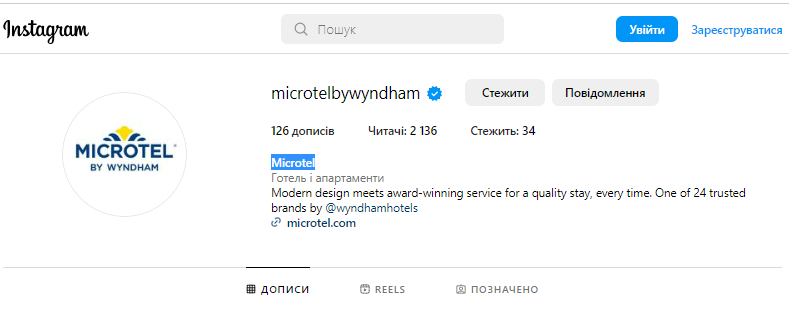 Instagram
Пошук
Увійти
Зареєструватися
microtelbywyndham
Стежити
Повідомлення
126 дописів
Читачі: 2 136
Стежить: 34
MICROTEL®
BY WYNDHAM
Microtel
Готель і апартаменти
Modern design meets award-winning service for a quality stay, every time. One of 24 trusted
brands by @wyndhamhotels
microtel.com
ДОПИСИ
REELS
ПОЗНАЧЕНО